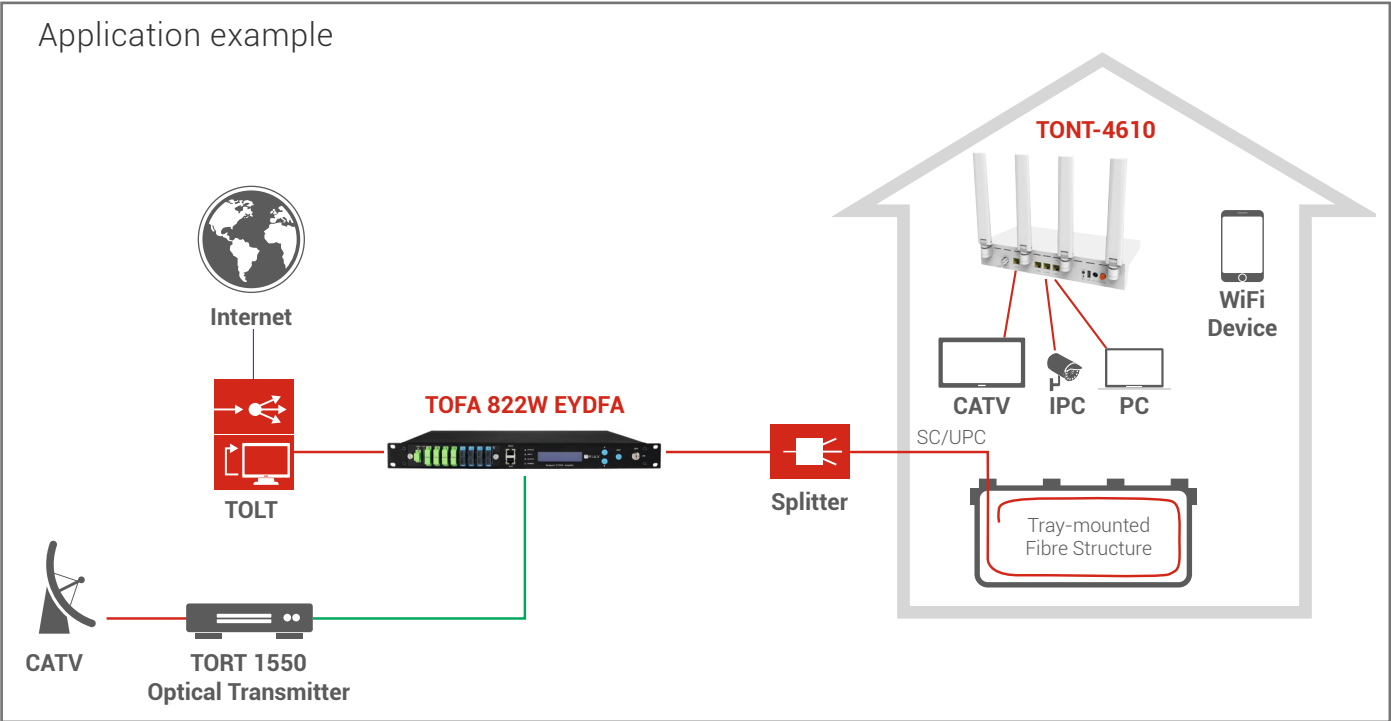 Application example
TONT-4610
Internet
WiFi
Device
TOFA 822W EYDFA
CATV
IPC
PC
SC/UPC
TOLT
Splitter
Tray-mounted
Fibre Structure
CATV
TORT 1550
Optical Transmitter